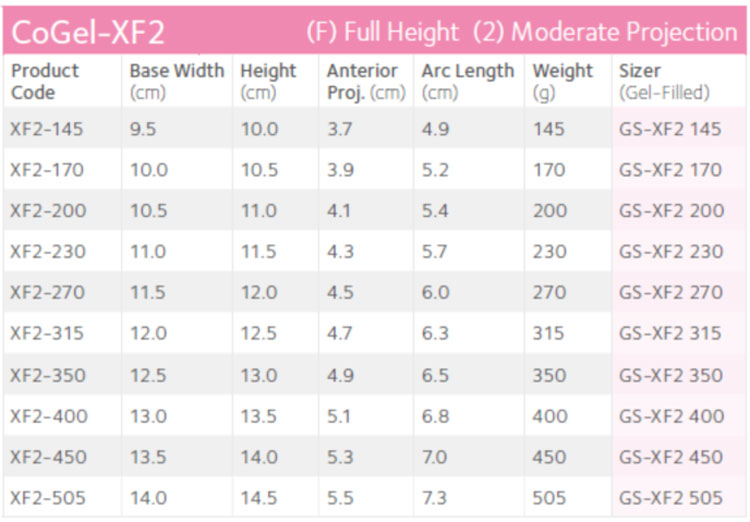 CoGel-XF2 (F) Full Height (2) Moderate Projection
Product Code Base Width (cm) Height (cm) Anterior Proj. (cm) Arc Length (cm) Weight (g) Sizer (Gel-Filled)
XF2-145 9.5 10.0 3.7 4.9 145 GS-XF2 145
XF2-170 10.0 10.5 3.9 5.2 170 GS-XF2 170
XF2-200 10.5 11.0 4.1 5.4 200 GS-XF2 200
XF2-230 11.0 11.5 4.3 5.7 230 GS-XF2 230
XF2-270 11.5 12.0 4.5 6.0 270 GS-XF2 270
XF2-315 12.0 12.5 4.7 6.3 315 GS-XF2 315
XF2-350 12.5 13.0 4.9 6.5 350 GS-XF2 350
XF2-400 13.0 13.5 5.1 6.8 400 GS-XF2 400
XF2-450 13.5 14.0 5.3 7.0 450 GS-XF2 450
XF2-505 14.0 14.5 5.5 7.3 505 GS-XF2 505